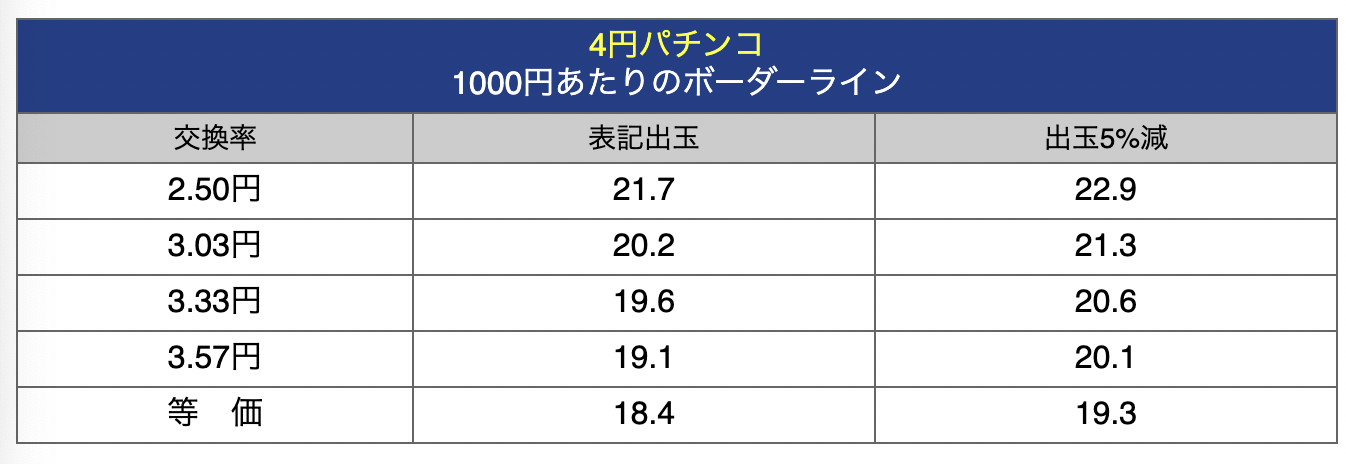 4円パチンコ
1000円あたりのボーダーライン
交換率 表記出玉 出玉5%減
2.50円 21.7 22.9
3.03円 20.2 21.3
3.33円 19.6 20.6
3.57円 19.1 20.1
等　価 18.4 19.3